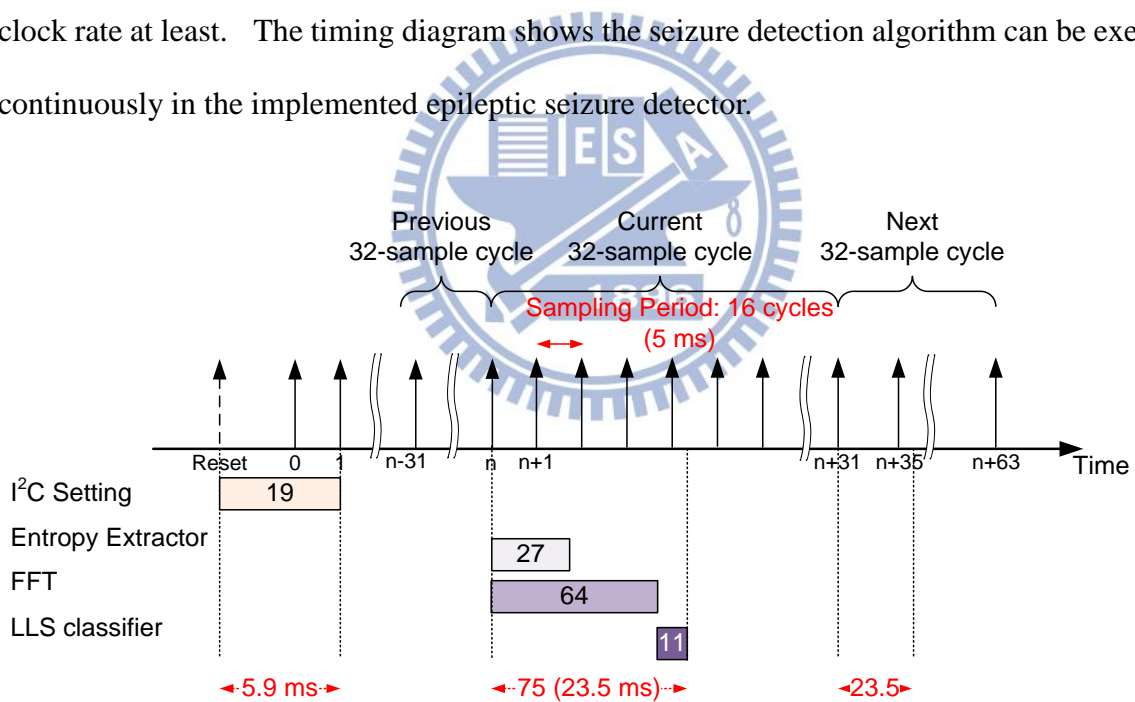 clock rate at least. The timing diagram shows the seizure detection algorithm can be exe
continuously in the implemented epileptic seizure detector.
E S A
1896
Previous Current Next
32-sample cycle 32-sample cycle 32-sample cycle
Sampling Period: 16 cycles
(5 ms)
Reset 0 1 n-31 n n+1 n+31 n+35 n+63 Time
I²C Setting 19
Entropy Extractor 27
FFT 64
LLS classifier 11
5.9 ms 75 (23.5 ms) 23.5